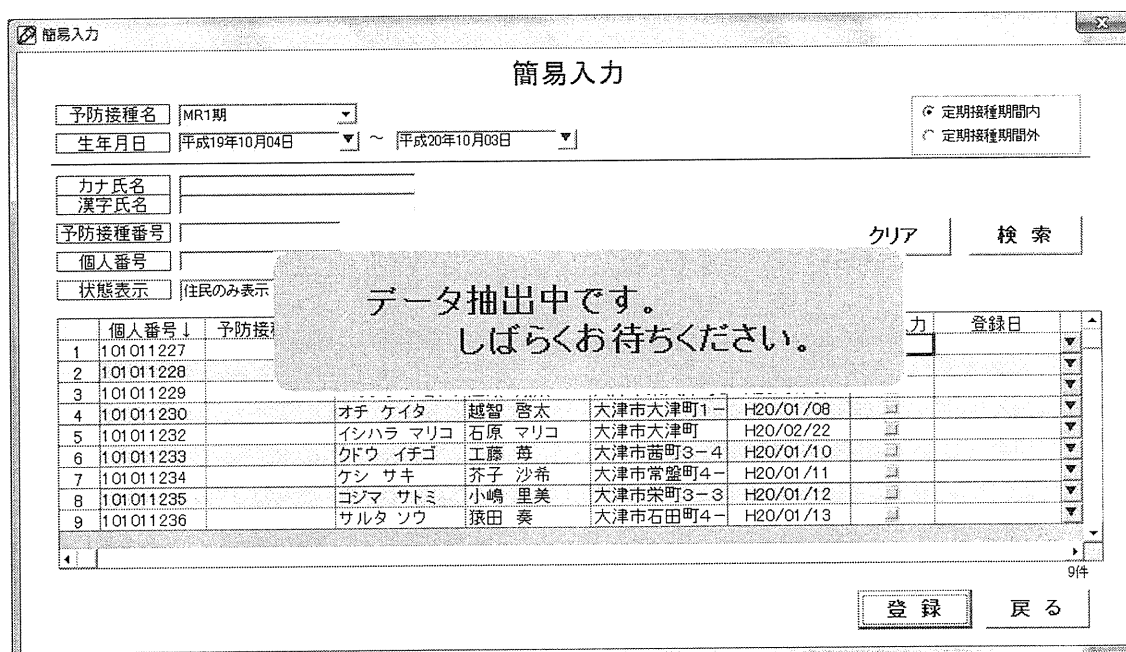 簡易入力
簡易入力
予防接種名 MR1期
定期接種期間内
生年月日 平成19年10月04日 ~ 平成20年10月03日
定期接種期間外
カナ氏名
漢字氏名
予防接種番号
クリア 検 索
個人番号
状態表示 住民のみ表示
データ抽出中です。
しばらくお待ちください。
個人番号↓ 予防接種 力 登録日
1 101011227
2 101011228
3 101011229
4 101011230 オチ ケイタ 越智 啓太 大津市大津町1- H20/01/08
5 101011232 イシハラ マリコ 石原 マリコ 大津市大津町 H20/02/22
6 101011233 クドウ イチゴ 工藤 苺 大津市茜町3-4 H20/01/10
7 101011234 ケシ サキ 芥子 沙希 大津市常盤町4- H20/01/11
8 101011235 コジマ サトミ 小嶋 里美 大津市栄町3-3 H20/01/12
9 101011236 サルタ ソウ 猿田 奏 大津市石田町4- H20/01/13
9件
登 録 戻 る